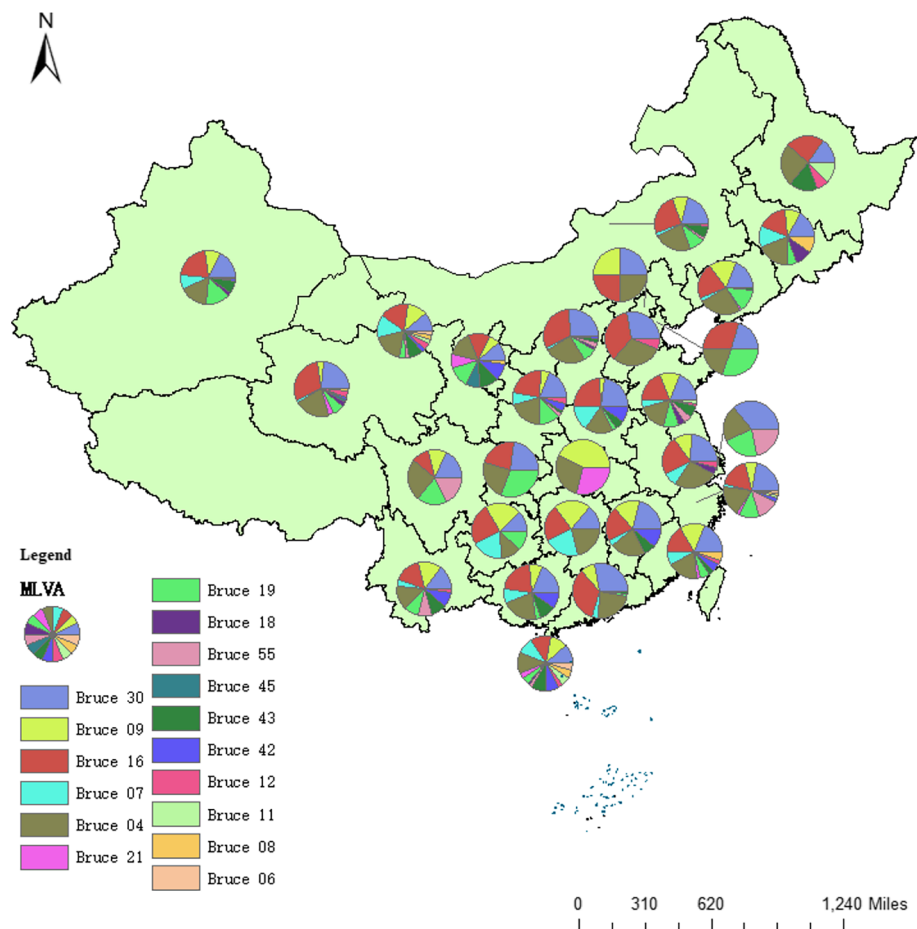 N
Legend
MLVA
Bruce 30
Bruce 09
Bruce 16
Bruce 07
Bruce 04
Bruce 21
Bruce 19
Bruce 18
Bruce 55
Bruce 45
Bruce 43
Bruce 42
Bruce 12
Bruce 11
Bruce 08
Bruce 06
0 310 620 1,240 Miles